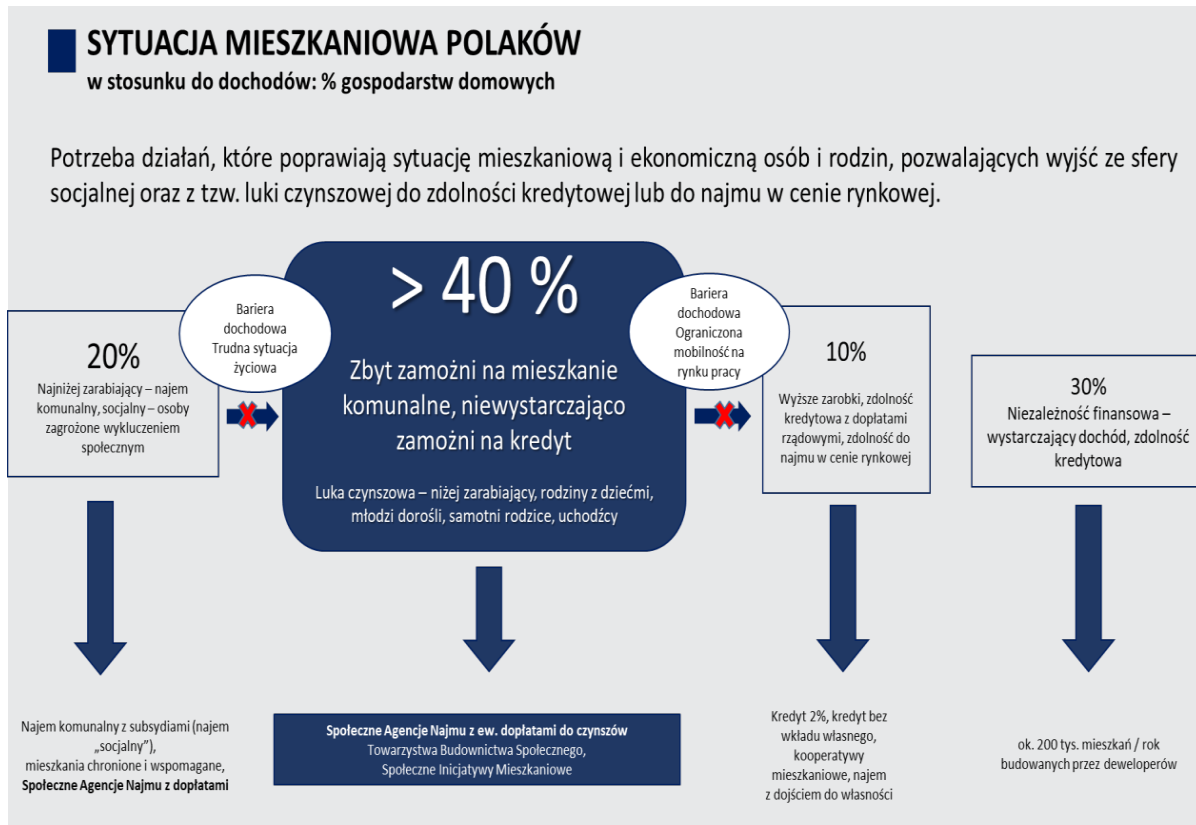 SYTUACJA MIESZKANIOWA POLAKÓW
w stosunku do dochodów: % gospodarstw domowych
Potrzeba działań, które poprawiają sytuację mieszkaniową i ekonomiczną osób i rodzin, pozwalających wyjść ze sfery
socjalnej oraz z tzw. luki czynszowej do zdolności kredytowej lub do najmu w cenie rynkowej.
20%
Najniżej zarabiający – najem
komunalny, socjalny – osoby
zagrożone wykluczeniem
społecznym
Bariera
dochodowa
Trudna sytuacja
życiowa
> 40 %
Zbyt zamożni na mieszkanie
komunalne, niewystarczająco
zamożni na kredyt
Luka czynszowa – niżej zarabiający, rodziny z dziećmi,
młodzi dorośli, samotni rodzice, uchodźcy
Bariera
dochodowa
Ograniczona
mobilność na
rynku pracy
10%
Wyższe zarobki, zdolność
kredytowa z dopłatami
rządowymi, zdolność do
najmu w cenie rynkowej
30%
Niezależność finansowa –
wystarczający dochód, zdolność
kredytowa
Najem komunalny z subsydiami (najem
„socjalny”),
mieszkania chronione i wspomagane,
Społeczne Agencje Najmu z dopłatami
Społeczne Agencje Najmu z ew. dopłatami do czynszów
Towarzystwa Budownictwa Społecznego,
Społeczne Inicjatywy Mieszkaniowe
Kredyt 2%, kredyt bez
wkładu własnego,
kooperatywy
mieszkaniowe, najem
z dojściem do własności
ok. 200 tys. mieszkań / rok
budowanych przez deweloperów